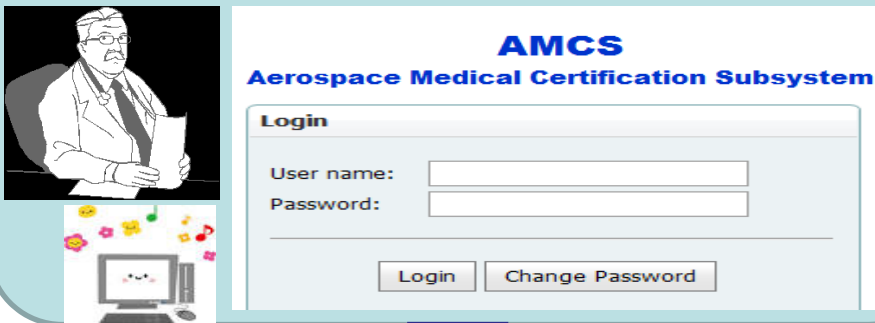 AMCS
Aerospace Medical Certification Subsystem
Login
User name:
Password:
Login Change Password